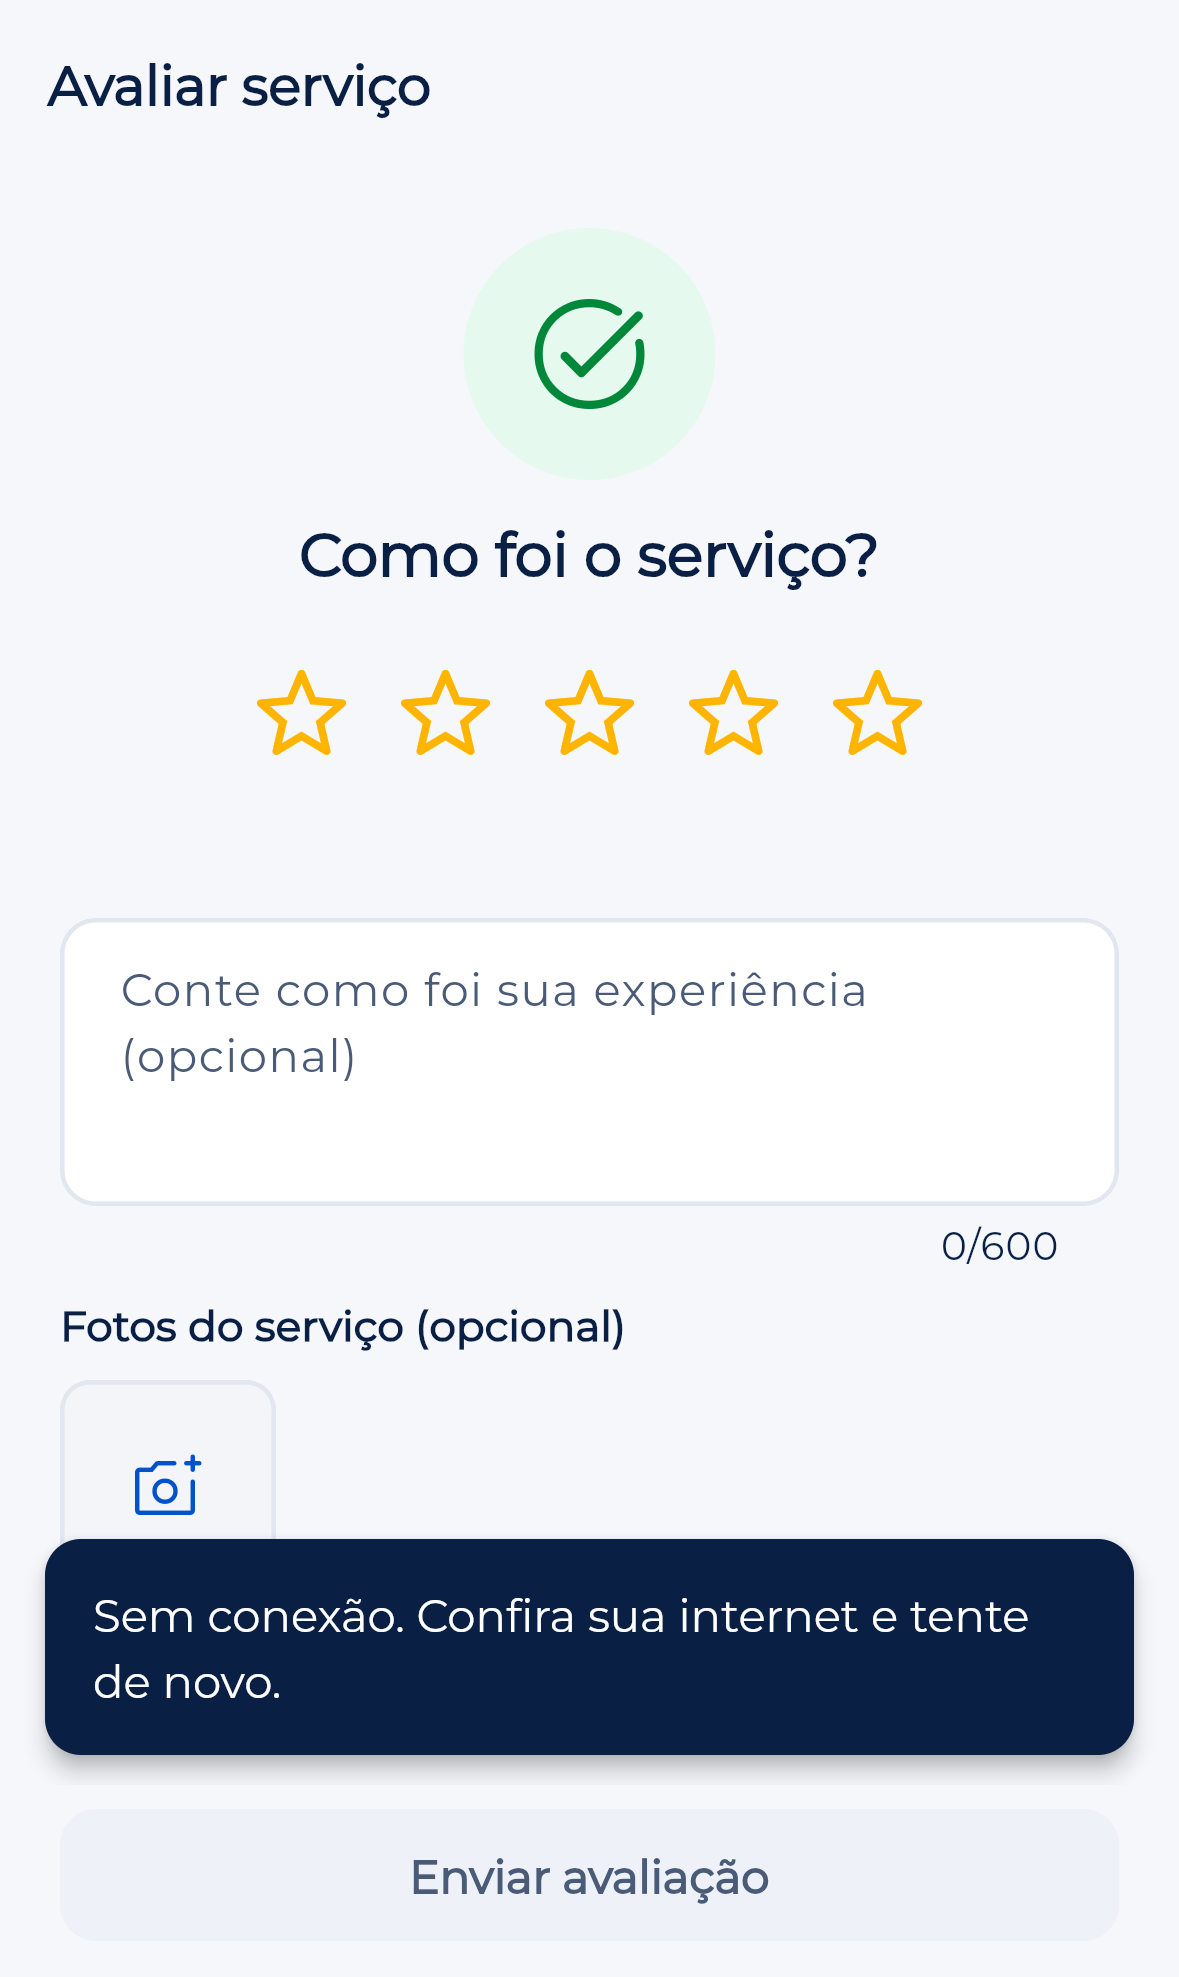 Avaliar serviço
Como foi o serviço?
Conte como foi sua experiência
(opcional)
0/600
Fotos do serviço (opcional)
Sem conexão. Confira sua internet e tente
de novo.
Enviar avaliação